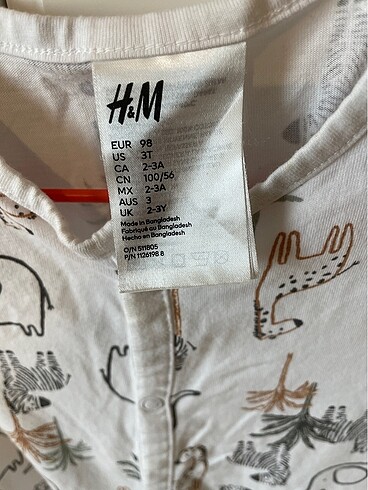 H&M
EUR 98
US 3T
CA 2-3A
CN 100/56
MX 2-3A
AUS 3
UK 2-3Y
Made in Bangladesh
Fabriqué au Bangladesh
Hecho en Bangladesh
O/N 511805
P/N 1126198 8